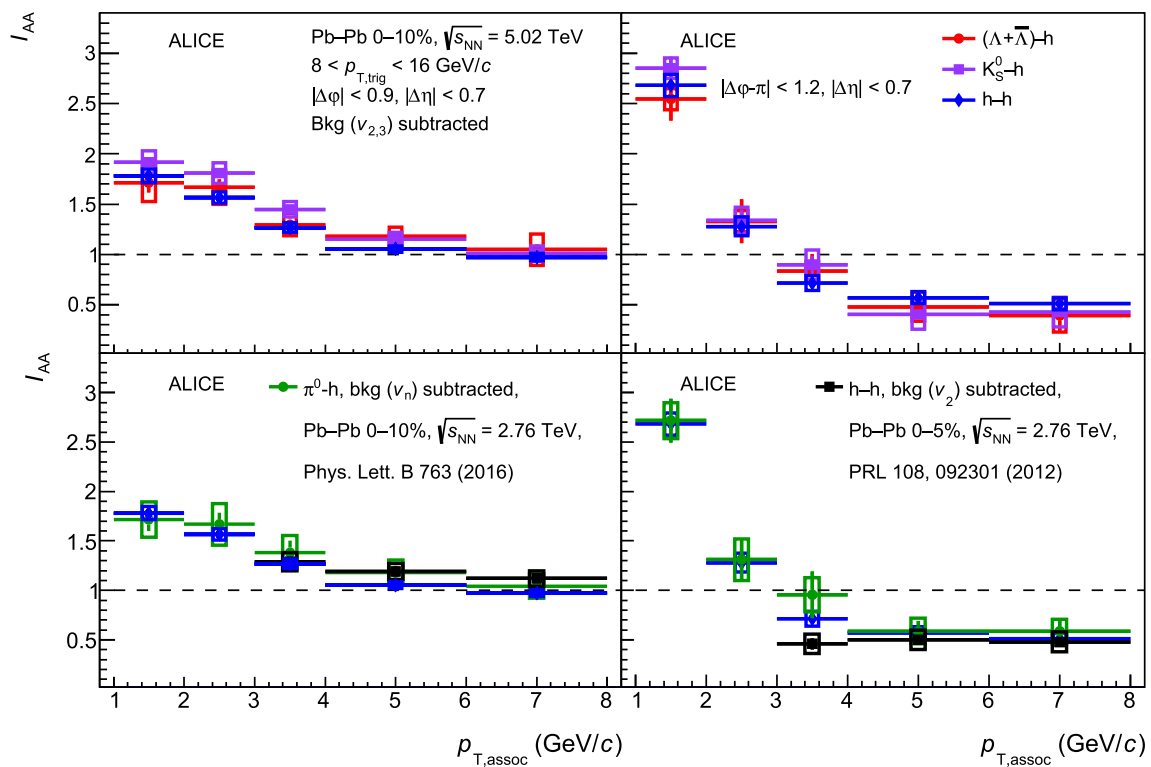 I_AA
ALICE
Pb–Pb 0–10%, √s_NN = 5.02 TeV
8 < p_T,trig < 16 GeV/c
|Δφ| < 0.9, |Δη| < 0.7
Bkg (v_2,3) subtracted
3
2.5
2
1.5
1
0.5
ALICE
|Δφ-π| < 1.2, |Δη| < 0.7
(Λ+Λ̅)–h
K_S^0–h
h–h
I_AA
ALICE
π^0-h, bkg (v_n) subtracted,
Pb–Pb 0–10%, √s_NN = 2.76 TeV,
Phys. Lett. B 763 (2016)
3
2.5
2
1.5
1
0.5
1 2 3 4 5 6 7 8
p_T,assoc (GeV/c)
ALICE
h–h, bkg (v_2) subtracted,
Pb–Pb 0–5%, √s_NN = 2.76 TeV,
PRL 108, 092301 (2012)
1 2 3 4 5 6 7 8
p_T,assoc (GeV/c)